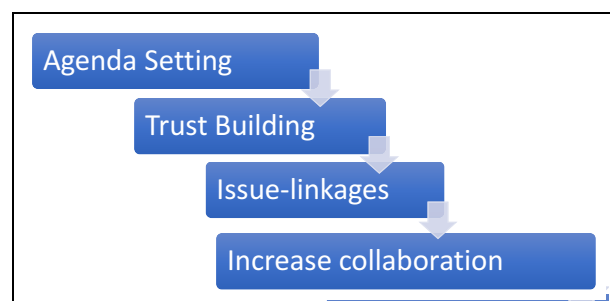 Agenda Setting
Trust Building
Issue-linkages
Increase collaboration